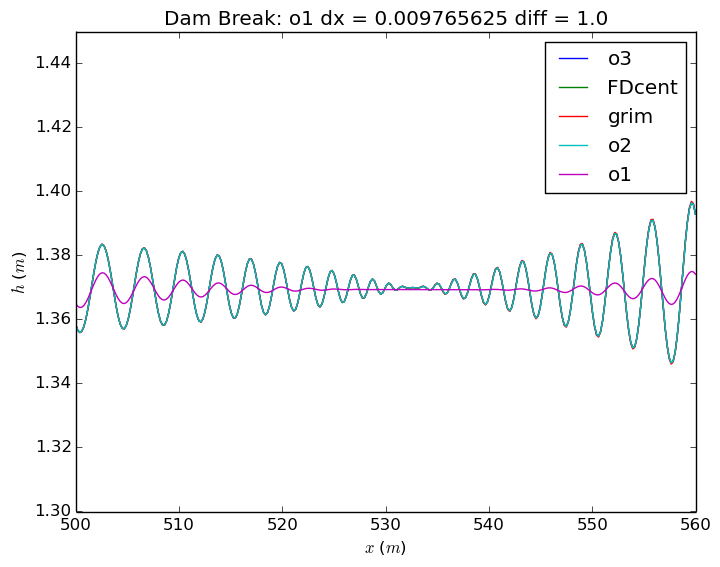 Dam Break: o1 dx = 0.009765625 diff = 1.0
1.44
1.42
1.40
1.38
1.36
1.34
1.32
1.30
h (m)
o3
FDcent
grim
o2
o1
500 510 520 530 540 550 560
x (m)